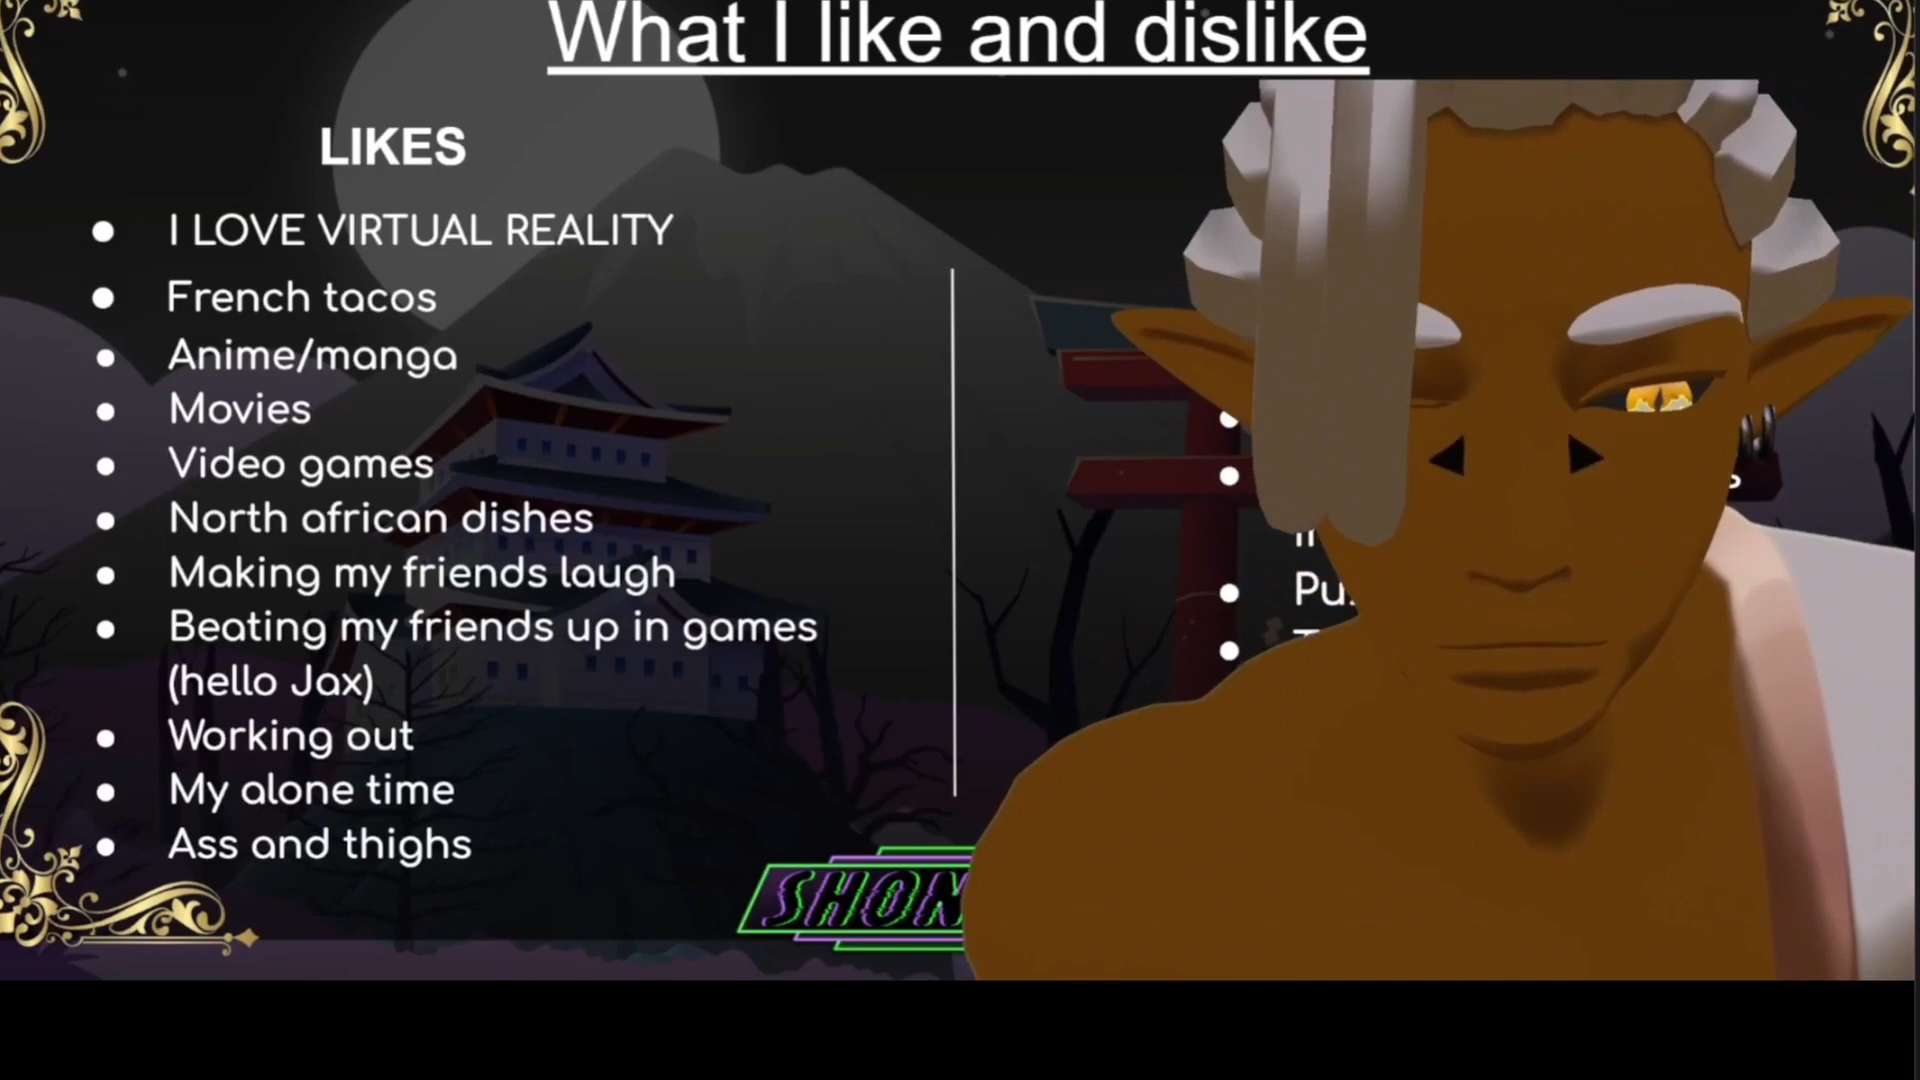 What I like and dislike
LIKES
I LOVE VIRTUAL REALITY
French tacos
Anime/manga
Movies
Video games
North african dishes
Making my friends laugh
Beating my friends up in games
(hello Jax)
Working out
My alone time
Ass and thighs